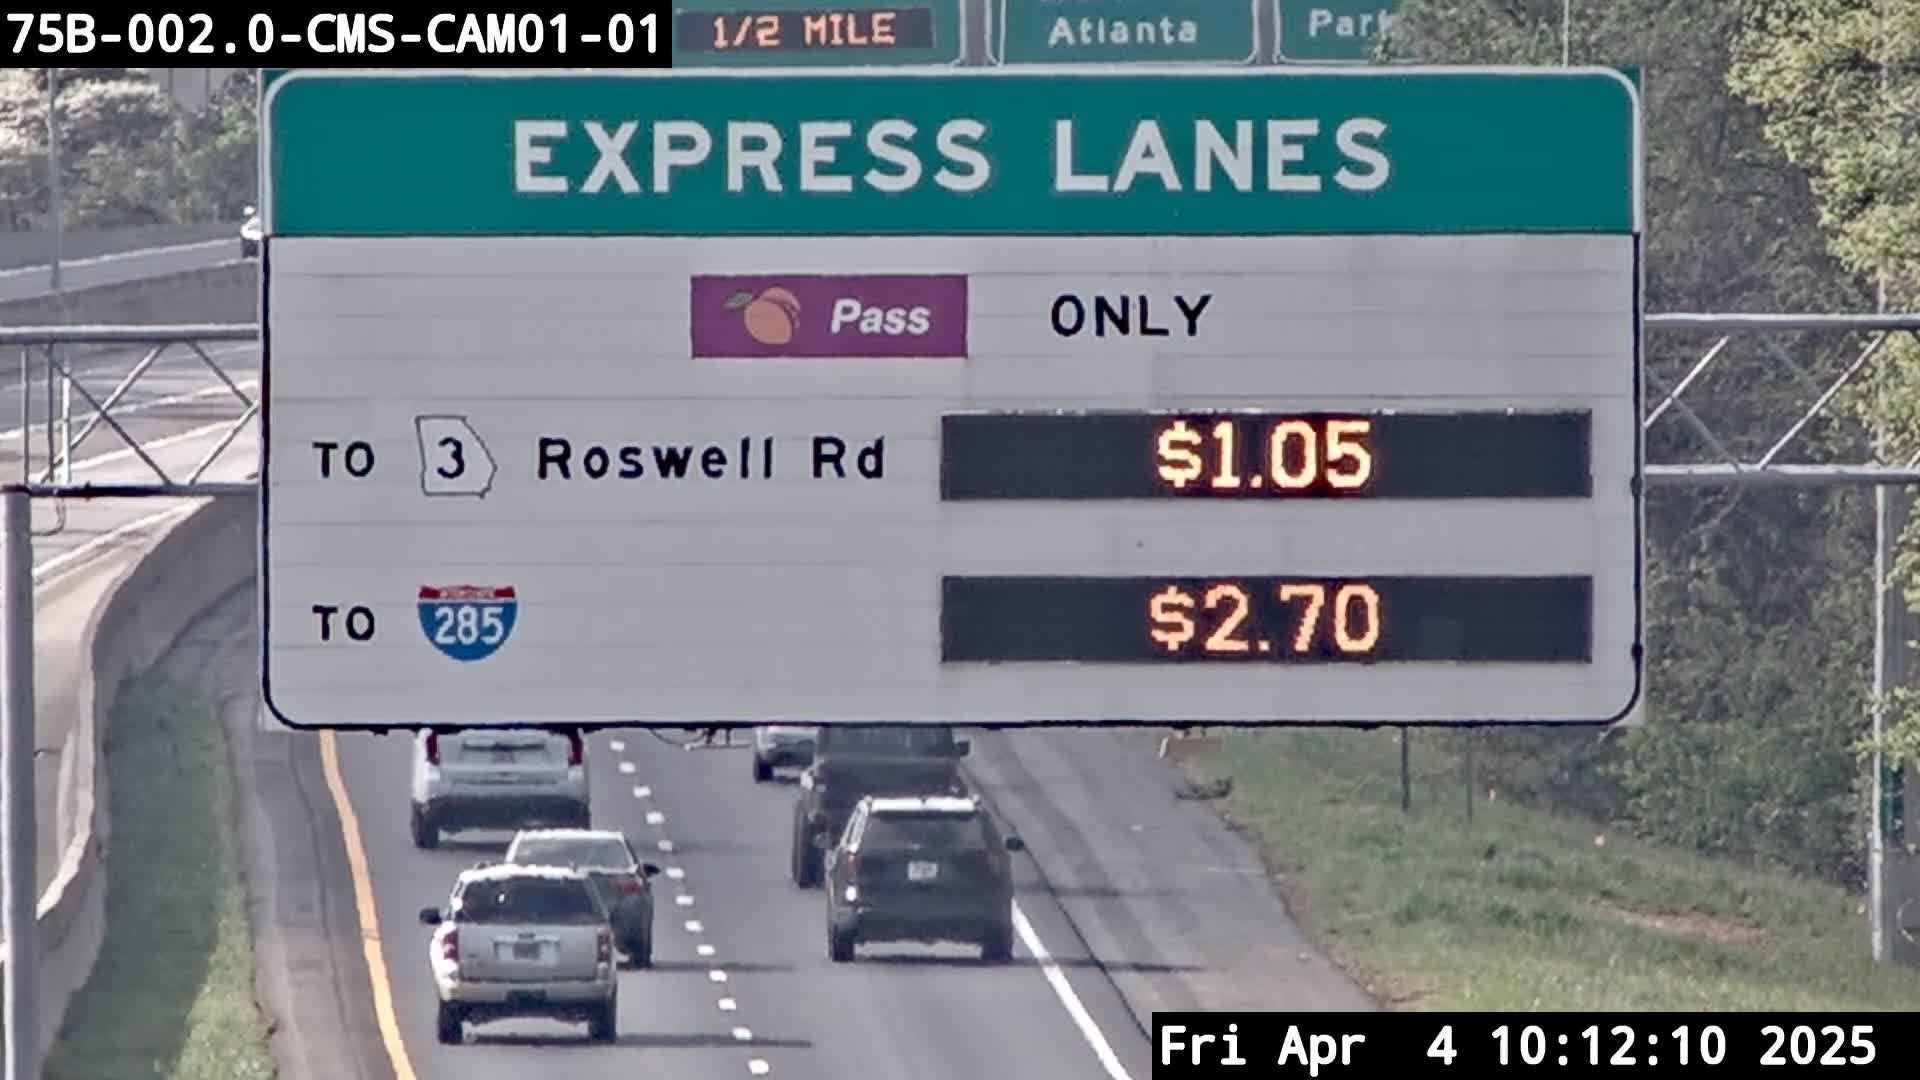 75B-002.0-CMS-CAM01-01
1/2 MILE
Atlanta
Park
EXPRESS LANES
Pass ONLY
TO 3 Roswell Rd $1.05
TO INTERSTATE 285 $2.70
Fri Apr 4 10:12:10 2025